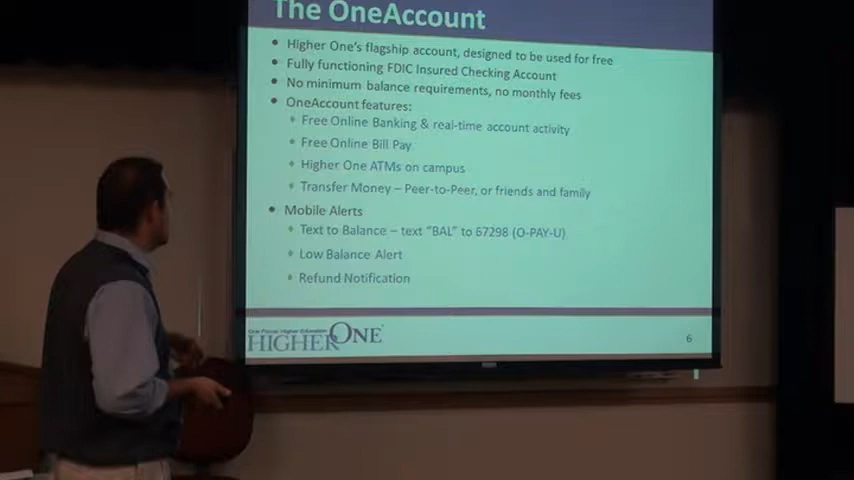 The OneAccount
• Higher One's flagship account, designed to be used for free
• Fully functioning FDIC Insured Checking Account
• No minimum balance requirements, no monthly fees
• OneAccount features:
Free Online Banking & real-time account activity
Free Online Bill Pay
Higher One ATMs on campus
Transfer Money – Peer-to-Peer, or friends and family
• Mobile Alerts
Text to Balance – text "BAL" to 67298 (O-PAY-U)
Low Balance Alert
Refund Notification
One Focus. Higher Education.
HIGHERONE
6